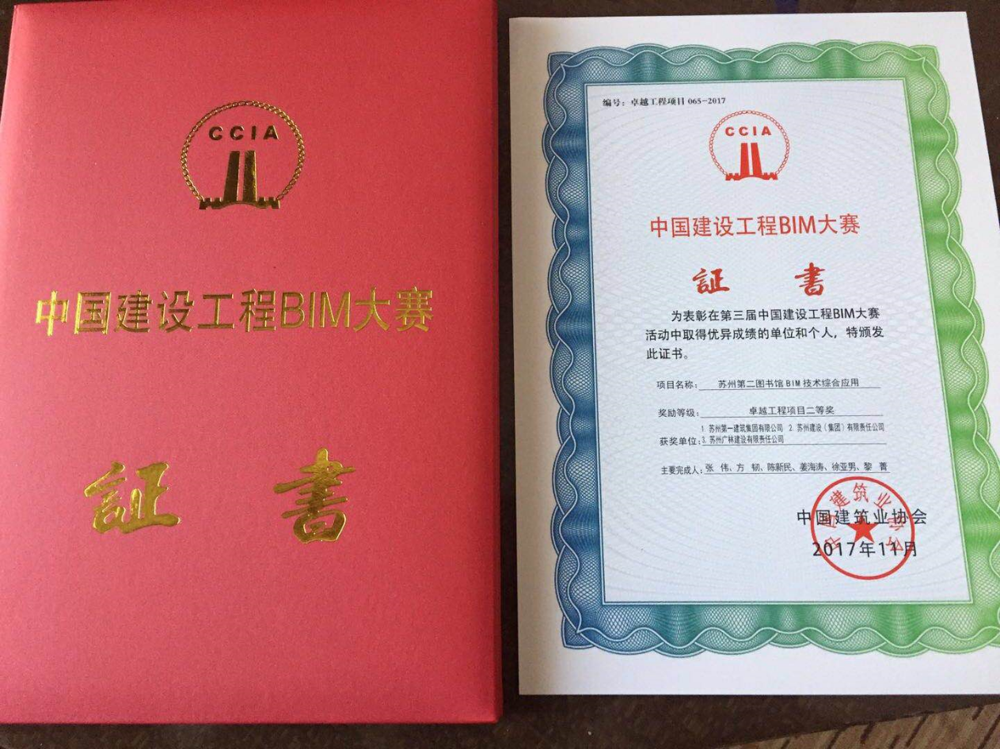 CCIA
中国建设工程BIM大赛
証 書
编号：卓越工程项目 065-2017
CCIA
中国建设工程BIM大赛
証 書
为表彰在第三届中国建设工程BIM大赛
活动中取得优异成绩的单位和个人，特颁发
此证书。
项目名称：苏州第二图书馆 BIM 技术综合应用
奖励等级：卓越工程项目二等奖
1. 苏州第一建筑集团有限公司 2. 苏州建设（集团）有限责任公司
获奖单位：3. 苏州广林建设有限责任公司
主要完成人：张 伟、方 韧、陈新民、姜海涛、徐亚男、黎 菁
中国建筑业协会
中国建筑业协会
2017年11月